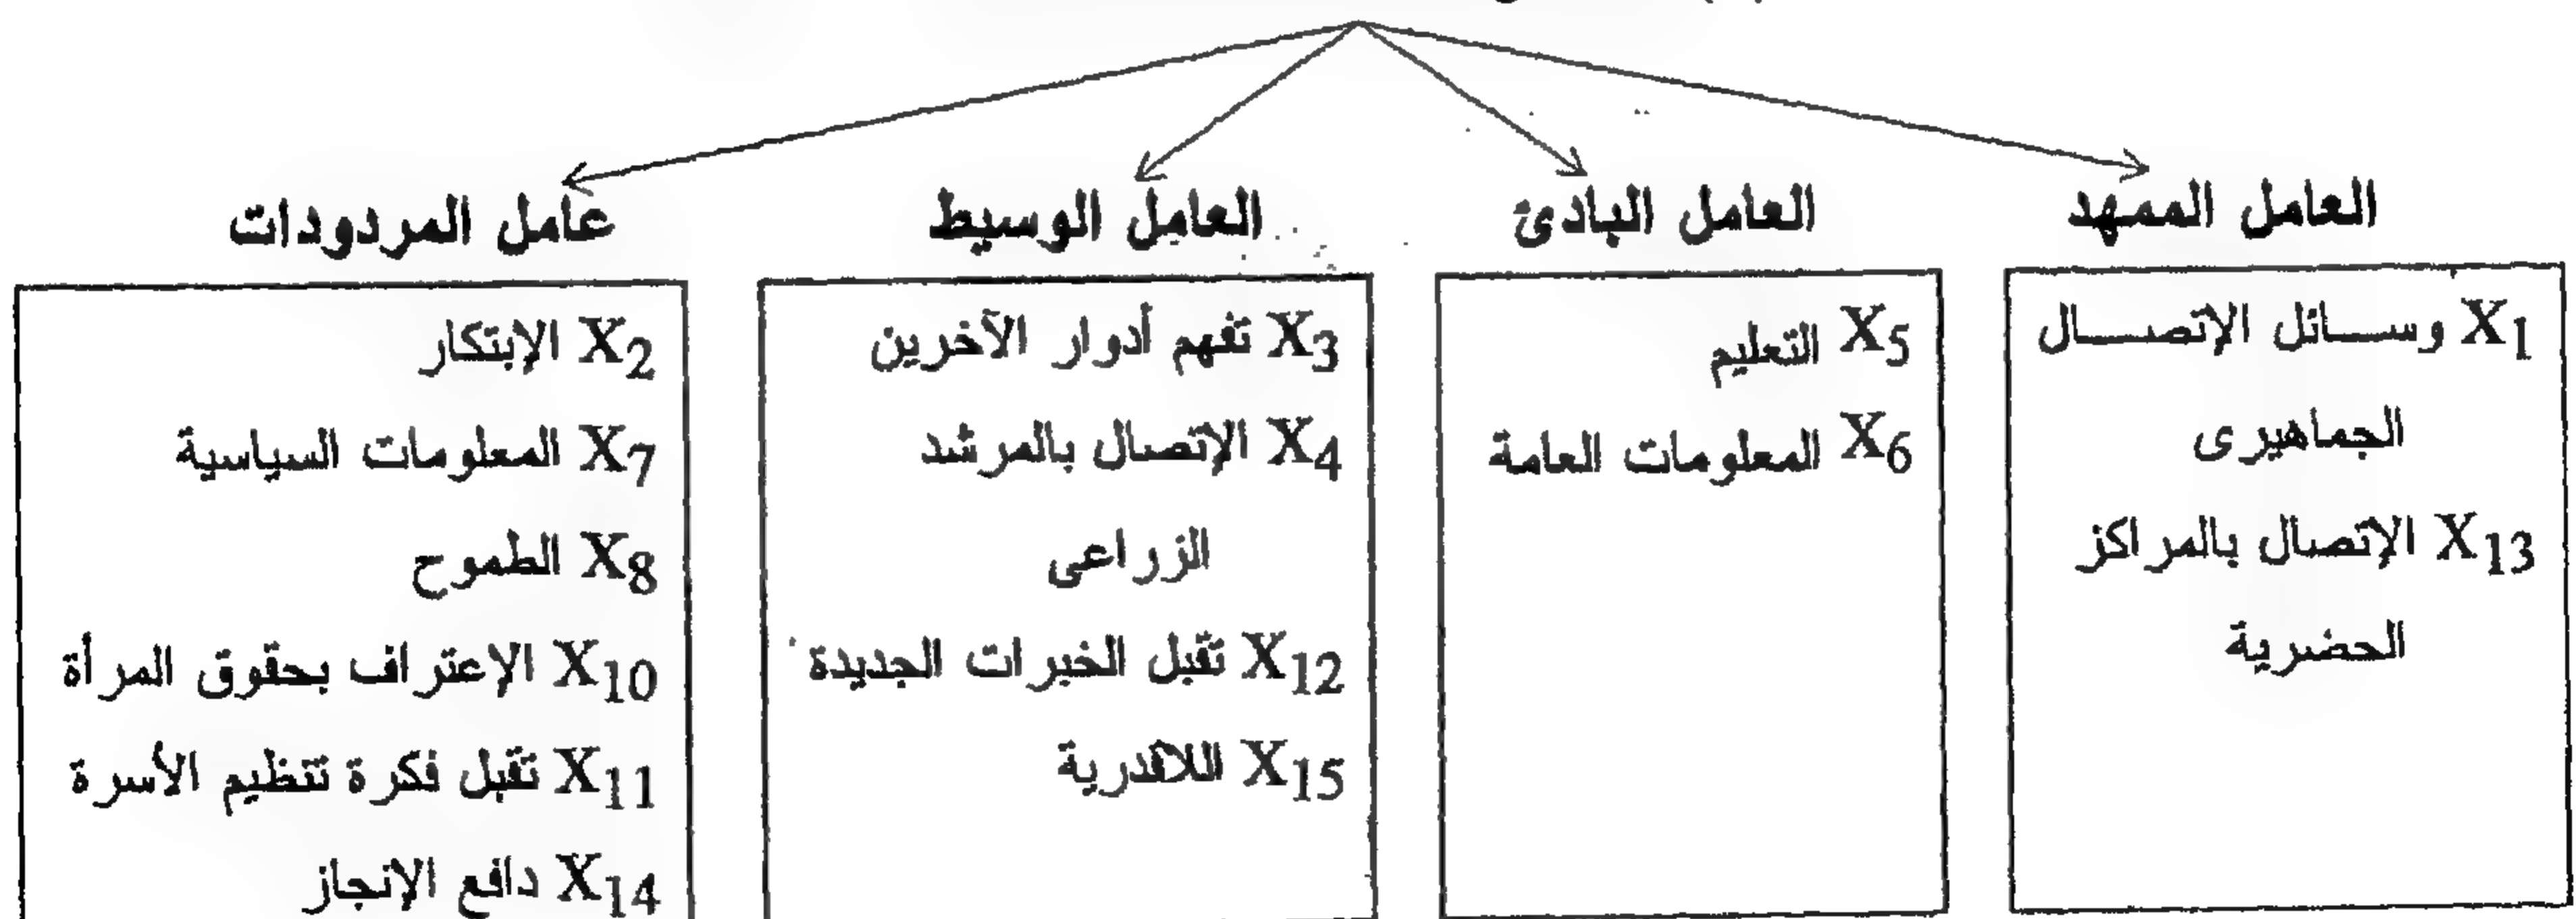 العامل الممهد
X1 وسائل الإتصال
الجماهيرى
X13 الإتصال بالمراكز
الحضرية
العامل البادئ
X5 التعليم
X6 المعلومات العامة
العامل الوسيط
X3 تفهم أدوار الآخرين
X4 الإتصال بالمرشد
الزراعى
X12 تقبل الخبرات الجديدة
X15 اللاقدرية
عامل المردودات
X2 الإبتكار
X7 المعلومات السياسية
X8 الطموح
X10 الإعتراف بحقوق المرأة
X11 تقبل فكرة تنظيم الأسرة
X14 دافع الإنجاز